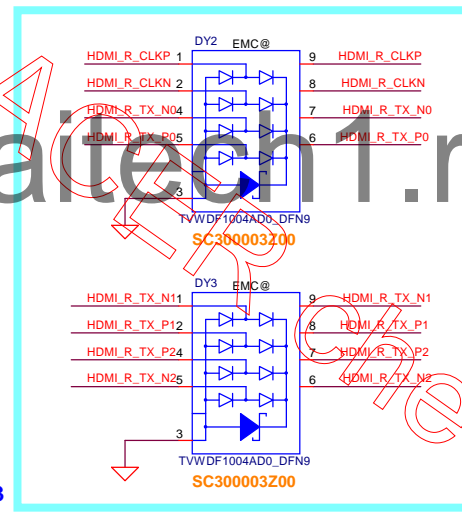 DY2 EMC@
HDMI_R_CLKP 1 9 HDMI_R_CLKP
HDMI_R_CLKN 2 8 HDMI_R_CLKN
HDMI_R_TX_N0 4 7 HDMI_R_TX_N0
HDMI_R_TX_P0 5 6 HDMI_R_TX_P0
aitech1.r
3
TVWDF1004AD0_DFN9
SC300003Z00
DY3 EMC@
HDMI_R_TX_N1 1 9 HDMI_R_TX_N1
HDMI_R_TX_P1 2 8 HDMI_R_TX_P1
HDMI_R_TX_P2 4 7 HDMI_R_TX_P2
HDMI_R_TX_N2 5 6 HDMI_R_TX_N2
3
TVWDF1004AD0_DFN9
SC300003Z00
3